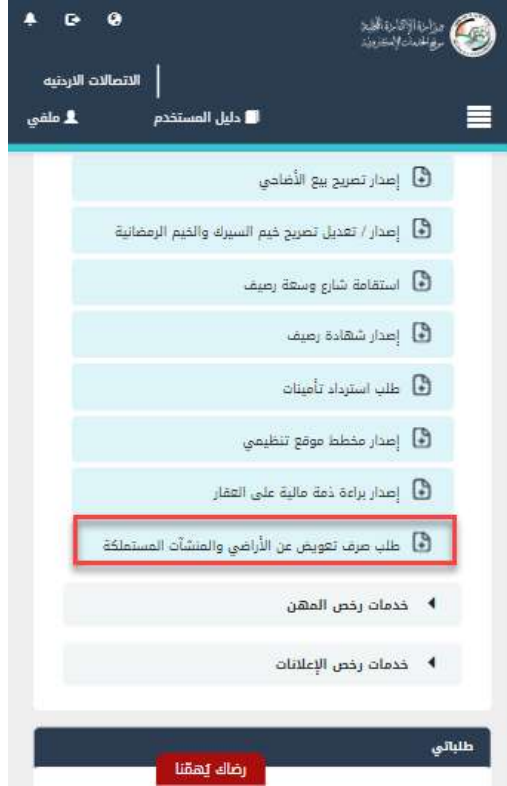 وزارة الإدارة المحلية
موقع الخدمات الإلكترونية
الاتصالات الاردنيه
دليل المستخدم
ملفي
إصدار تصريح بيع الأضاحي
إصدار / تعديل تصريح خيم السيرك والخيم الرمضانية
استقامة شارع وسعة رصيف
إصدار شهادة رصيف
طلب استرداد تأمينات
إصدار مخطط موقع تنظيمي
إصدار براءة ذمة مالية على العقار
طلب صرف تعويض عن الأراضي والمنشآت المستملكة
خدمات رخص المهن
خدمات رخص الإعلانات
طلباتي
رضاك يُهمّنا